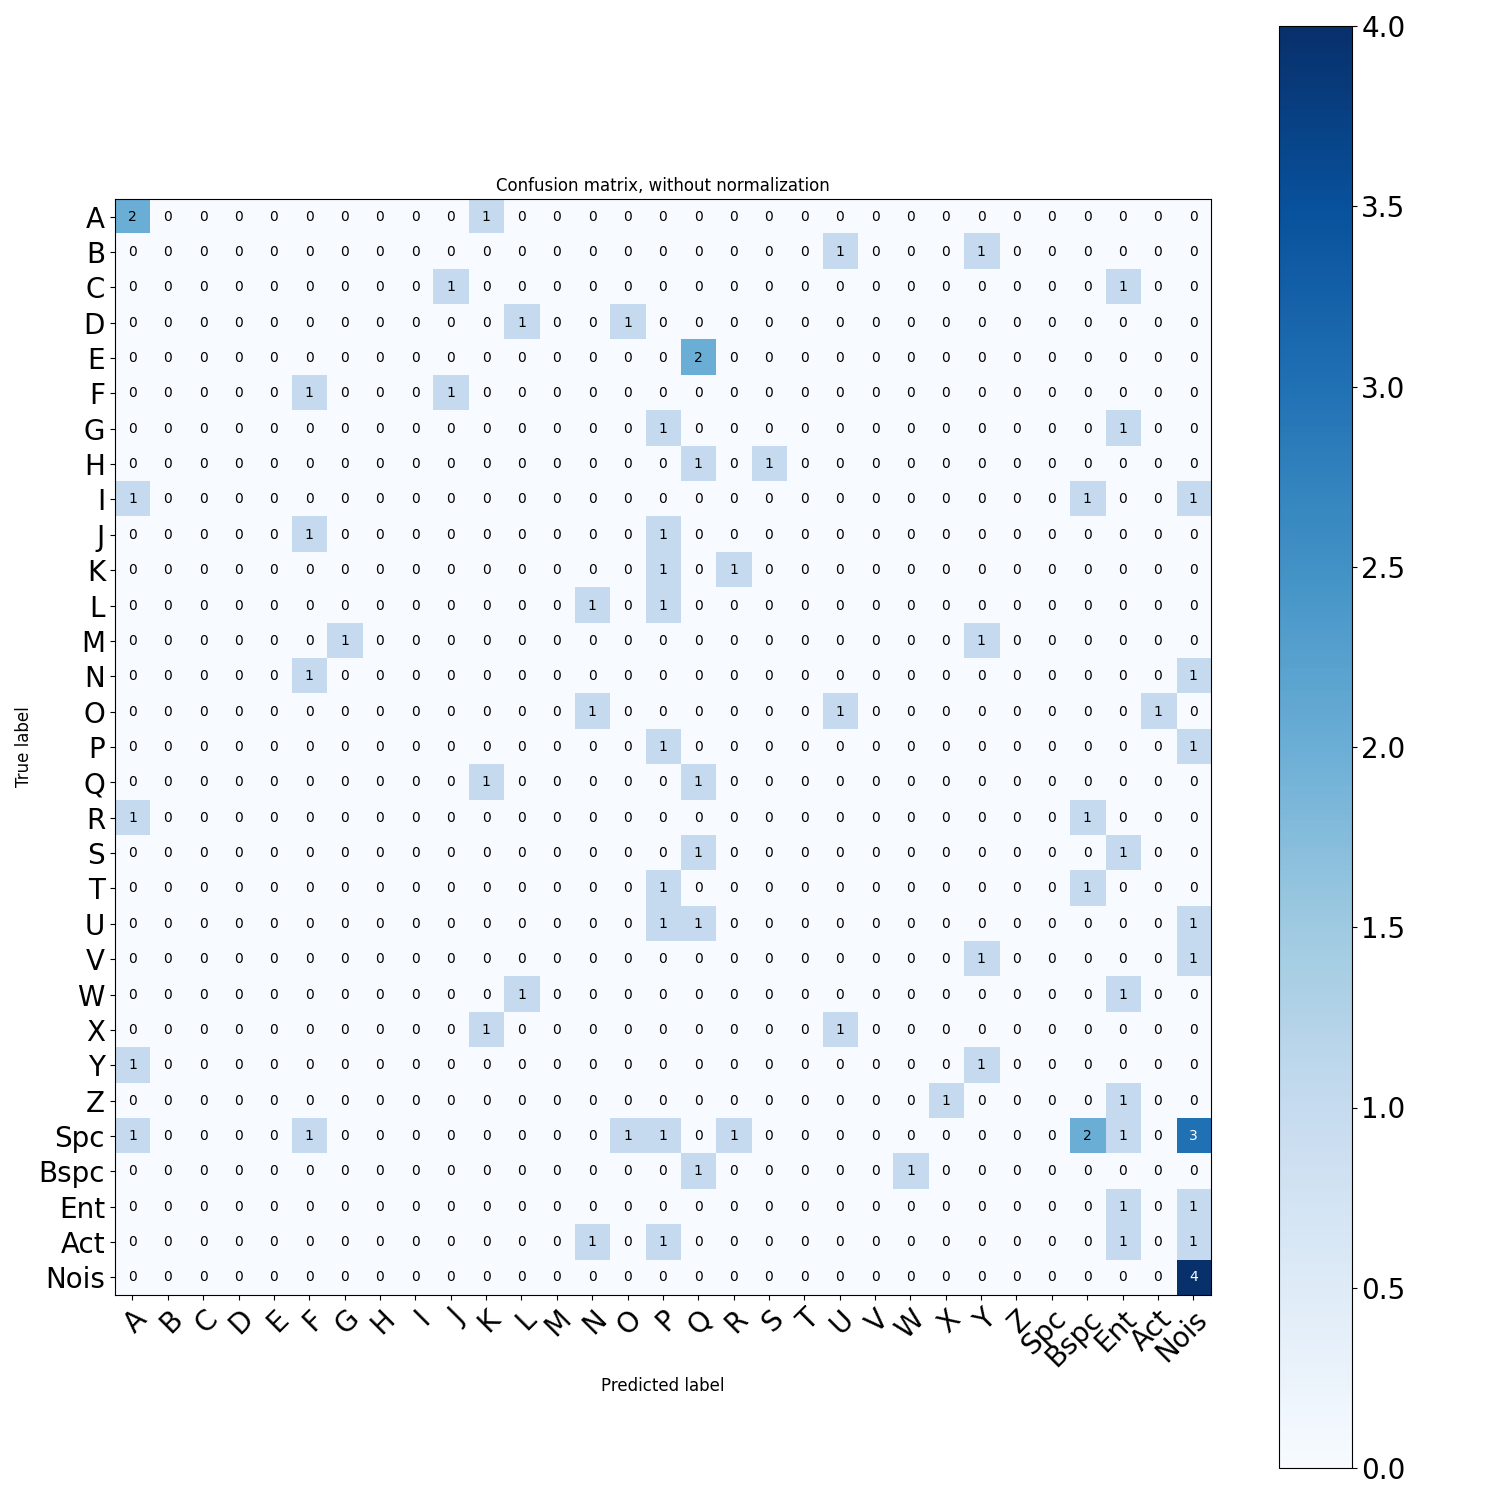 Confusion matrix, without normalization
True label
A 2 0 0 0 0 0 0 0 0 0 1 0 0 0 0 0 0 0 0 0 0 0 0 0 0 0 0 0 0 0 0
B 0 0 0 0 0 0 0 0 0 0 0 0 0 0 0 0 0 0 0 0 1 0 0 0 1 0 0 0 0 0 0
C 0 0 0 0 0 0 0 0 0 1 0 0 0 0 0 0 0 0 0 0 0 0 0 0 0 0 0 0 1 0 0
D 0 0 0 0 0 0 0 0 0 0 0 1 0 0 1 0 0 0 0 0 0 0 0 0 0 0 0 0 0 0 0
E 0 0 0 0 0 0 0 0 0 0 0 0 0 0 0 0 2 0 0 0 0 0 0 0 0 0 0 0 0 0 0
F 0 0 0 0 0 1 0 0 0 1 0 0 0 0 0 0 0 0 0 0 0 0 0 0 0 0 0 0 0 0 0
G 0 0 0 0 0 0 0 0 0 0 0 0 0 0 0 1 0 0 0 0 0 0 0 0 0 0 0 0 1 0 0
H 0 0 0 0 0 0 0 0 0 0 0 0 0 0 0 0 1 0 1 0 0 0 0 0 0 0 0 0 0 0 0
I 1 0 0 0 0 0 0 0 0 0 0 0 0 0 0 0 0 0 0 0 0 0 0 0 0 0 0 1 0 0 1
J 0 0 0 0 0 1 0 0 0 0 0 0 0 0 0 1 0 0 0 0 0 0 0 0 0 0 0 0 0 0 0
K 0 0 0 0 0 0 0 0 0 0 0 0 0 0 0 1 0 1 0 0 0 0 0 0 0 0 0 0 0 0 0
L 0 0 0 0 0 0 0 0 0 0 0 0 0 1 0 1 0 0 0 0 0 0 0 0 0 0 0 0 0 0 0
M 0 0 0 0 0 0 1 0 0 0 0 0 0 0 0 0 0 0 0 0 0 0 0 0 1 0 0 0 0 0 0
N 0 0 0 0 0 1 0 0 0 0 0 0 0 0 0 0 0 0 0 0 0 0 0 0 0 0 0 0 0 0 1
O 0 0 0 0 0 0 0 0 0 0 0 0 0 1 0 0 0 0 0 0 1 0 0 0 0 0 0 0 0 1 0
P 0 0 0 0 0 0 0 0 0 0 0 0 0 0 0 1 0 0 0 0 0 0 0 0 0 0 0 0 0 0 1
Q 0 0 0 0 0 0 0 0 0 0 1 0 0 0 0 0 1 0 0 0 0 0 0 0 0 0 0 0 0 0 0
R 1 0 0 0 0 0 0 0 0 0 0 0 0 0 0 0 0 0 0 0 0 0 0 0 0 0 0 1 0 0 0
S 0 0 0 0 0 0 0 0 0 0 0 0 0 0 0 0 1 0 0 0 0 0 0 0 0 0 0 0 1 0 0
T 0 0 0 0 0 0 0 0 0 0 0 0 0 0 0 1 0 0 0 0 0 0 0 0 0 0 0 1 0 0 0
U 0 0 0 0 0 0 0 0 0 0 0 0 0 0 0 1 1 0 0 0 0 0 0 0 0 0 0 0 0 0 1
V 0 0 0 0 0 0 0 0 0 0 0 0 0 0 0 0 0 0 0 0 0 0 0 0 1 0 0 0 0 0 1
W 0 0 0 0 0 0 0 0 0 0 0 1 0 0 0 0 0 0 0 0 0 0 0 0 0 0 0 0 1 0 0
X 0 0 0 0 0 0 0 0 0 0 1 0 0 0 0 0 0 0 0 0 1 0 0 0 0 0 0 0 0 0 0
Y 1 0 0 0 0 0 0 0 0 0 0 0 0 0 0 0 0 0 0 0 0 0 0 0 1 0 0 0 0 0 0
Z 0 0 0 0 0 0 0 0 0 0 0 0 0 0 0 0 0 0 0 0 0 0 0 1 0 0 0 0 1 0 0
Spc 1 0 0 0 0 1 0 0 0 0 0 0 0 0 1 1 0 1 0 0 0 0 0 0 0 0 0 2 1 0 3
Bspc 0 0 0 0 0 0 0 0 0 0 0 0 0 0 0 0 1 0 0 0 0 0 1 0 0 0 0 0 0 0 0
Ent 0 0 0 0 0 0 0 0 0 0 0 0 0 0 0 0 0 0 0 0 0 0 0 0 0 0 0 0 1 0 1
Act 0 0 0 0 0 0 0 0 0 0 0 0 0 1 0 1 0 0 0 0 0 0 0 0 0 0 0 0 1 0 1
Nois 0 0 0 0 0 0 0 0 0 0 0 0 0 0 0 0 0 0 0 0 0 0 0 0 0 0 0 0 0 0 4
A B C D E F G H I J K L M N O P Q R S T U V W X Y Z Spc Bspc Ent Act Nois
Predicted label
4.0
3.5
3.0
2.5
2.0
1.5
1.0
0.5
0.0